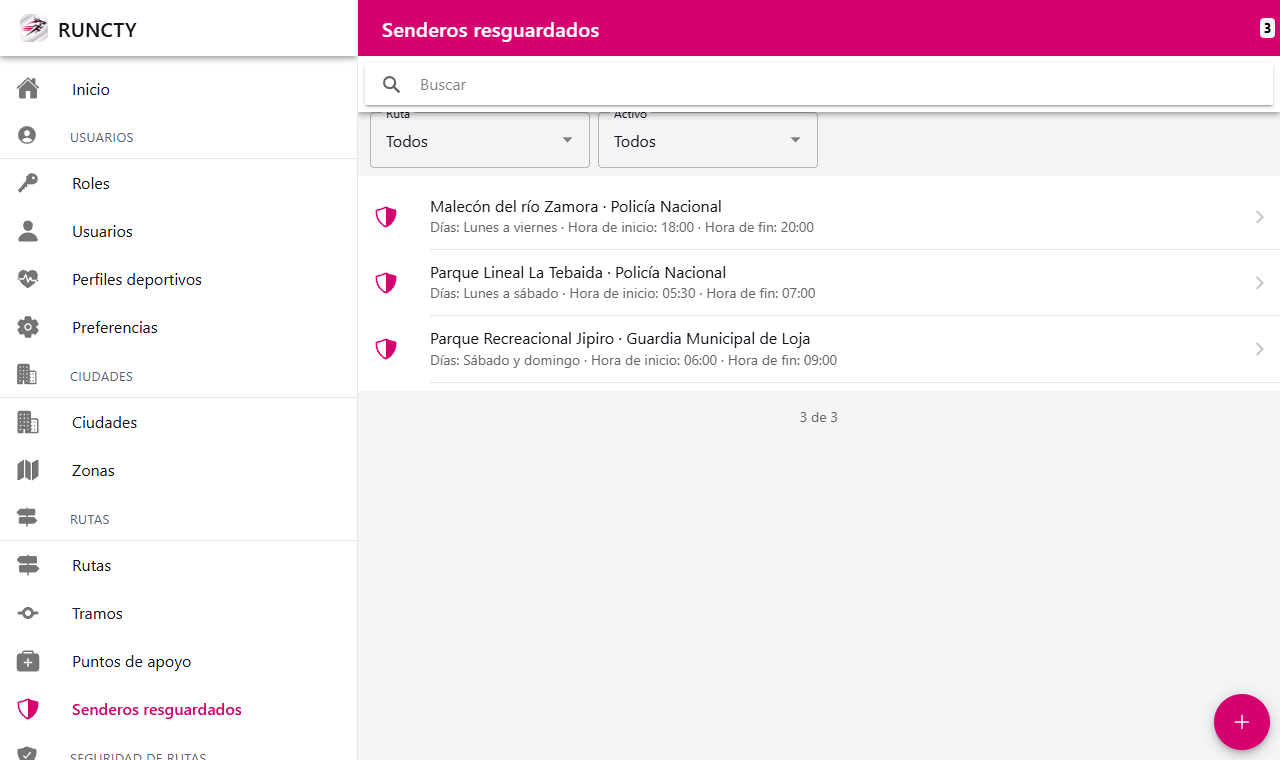 RUNCTY
Senderos resguardados
3
Buscar
Inicio
USUARIOS
Roles
Usuarios
Perfiles deportivos
Preferencias
CIUDADES
Ciudades
Zonas
RUTAS
Rutas
Tramos
Puntos de apoyo
Senderos resguardados
SEGURIDAD DE RUTAS
Ruta
Todos
Activo
Todos
Malecón del río Zamora · Policía Nacional
Días: Lunes a viernes · Hora de inicio: 18:00 · Hora de fin: 20:00
Parque Lineal La Tebaida · Policía Nacional
Días: Lunes a sábado · Hora de inicio: 05:30 · Hora de fin: 07:00
Parque Recreacional Jipiro · Guardia Municipal de Loja
Días: Sábado y domingo · Hora de inicio: 06:00 · Hora de fin: 09:00
3 de 3